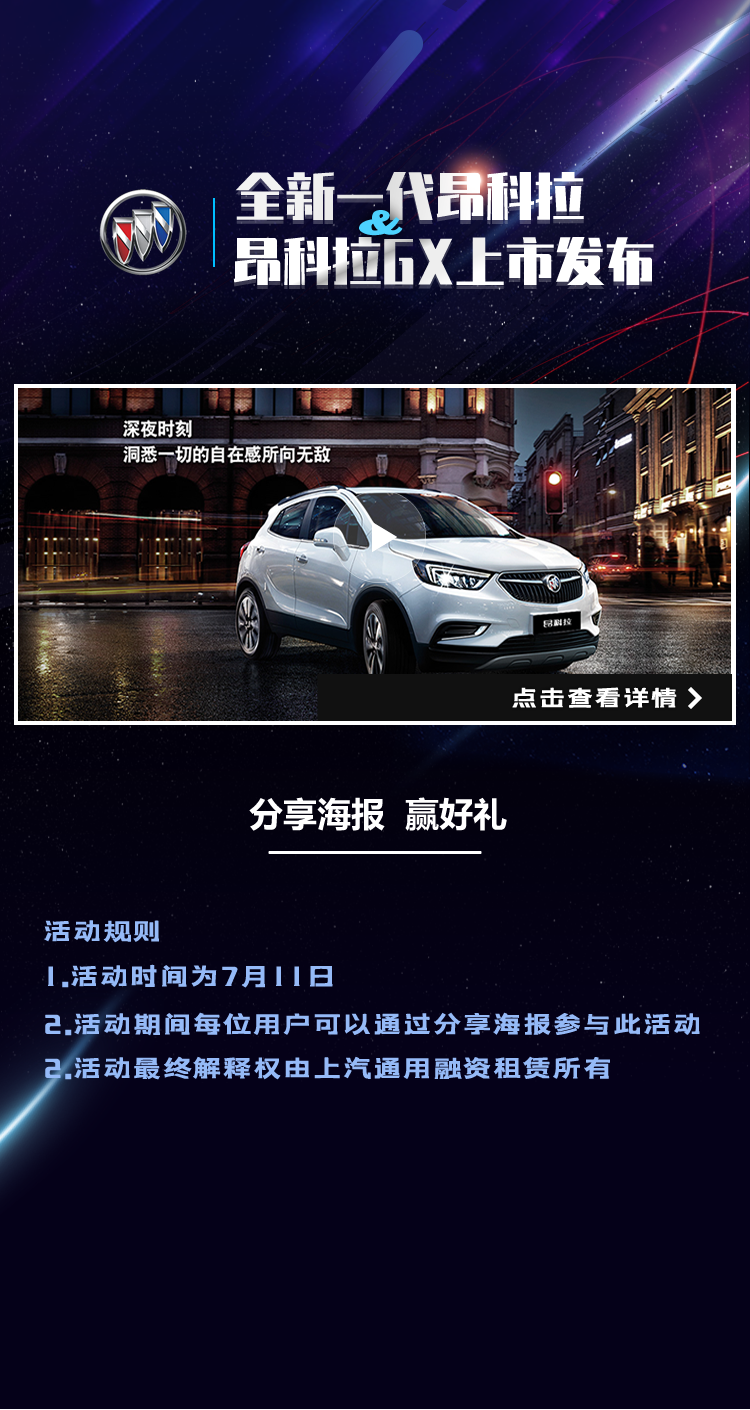 全新一代昂科拉
&
昂科拉GX上市发布
深夜时刻
洞悉一切的自在感所向无敌
昂科拉
点击查看详情
分享海报 赢好礼
活动规则
1.活动时间为7月11日
2.活动期间每位用户可以通过分享海报参与此活动
2.活动最终解释权由上汽通用融资租赁所有